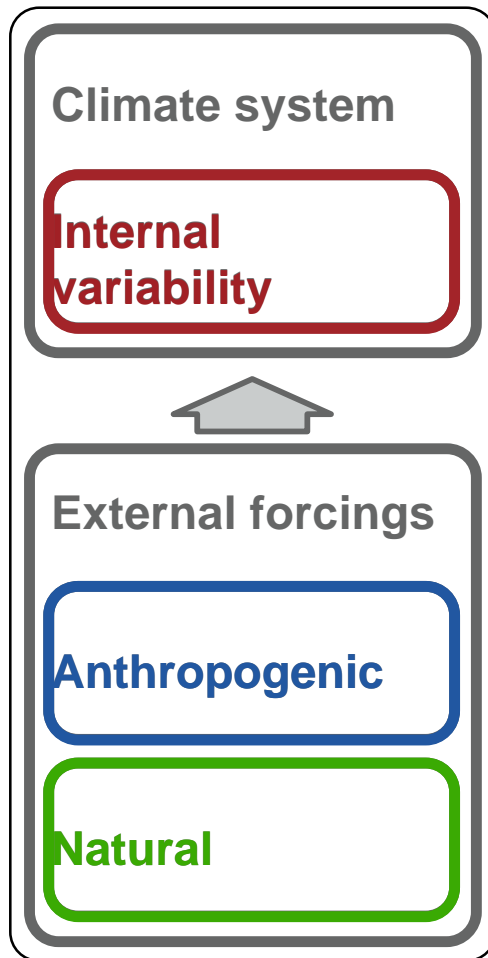 Climate system
Internal
variability
External forcings
Anthropogenic
Natural